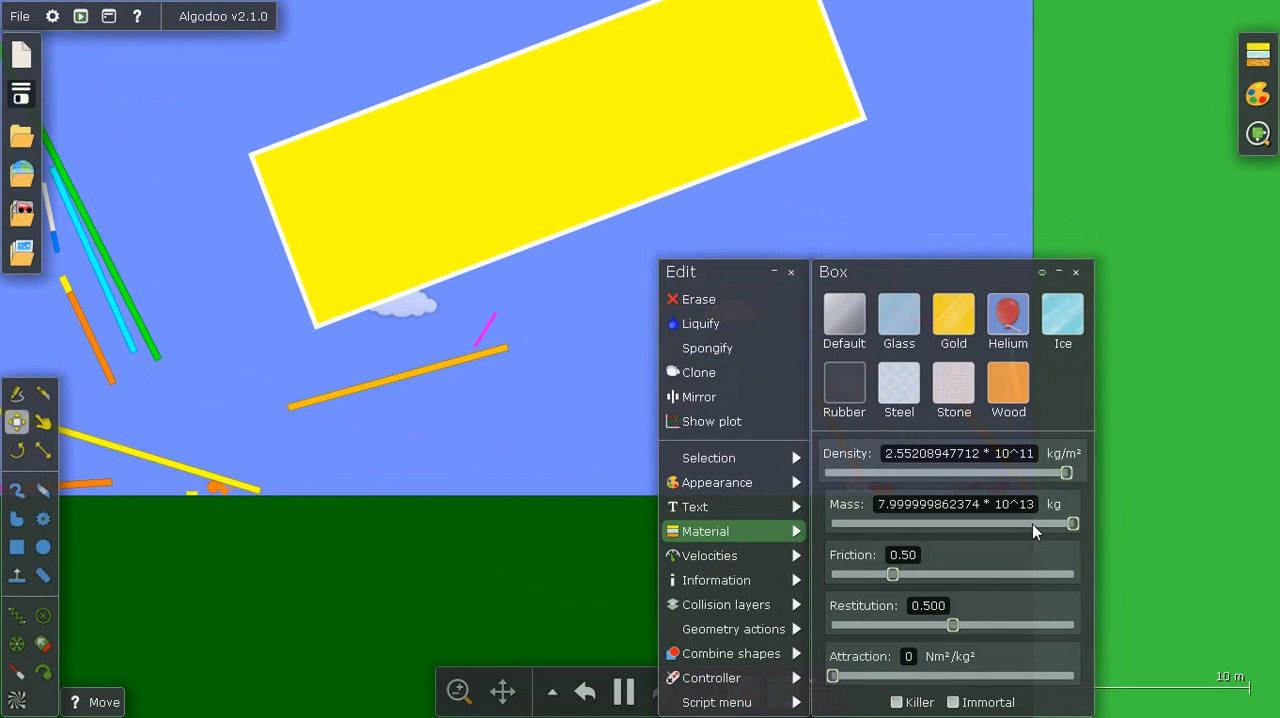 File ? Algodoo v2.1.0
Edit
Erase
Liquify
Spongify
Clone
Mirror
Show plot
Selection
Appearance
Text
Material
Velocities
Information
Collision layers
Geometry actions
Combine shapes
Controller
Script menu
Box
Default Glass Gold Helium Ice
Rubber Steel Stone Wood
Density: 2.55208947712 * 10^11 kg/m²
Mass: 7.999999862374 * 10^13 kg
Friction: 0.50
Restitution: 0.500
Attraction: 0 Nm²/kg²
Killer Immortal
? Move
10 m